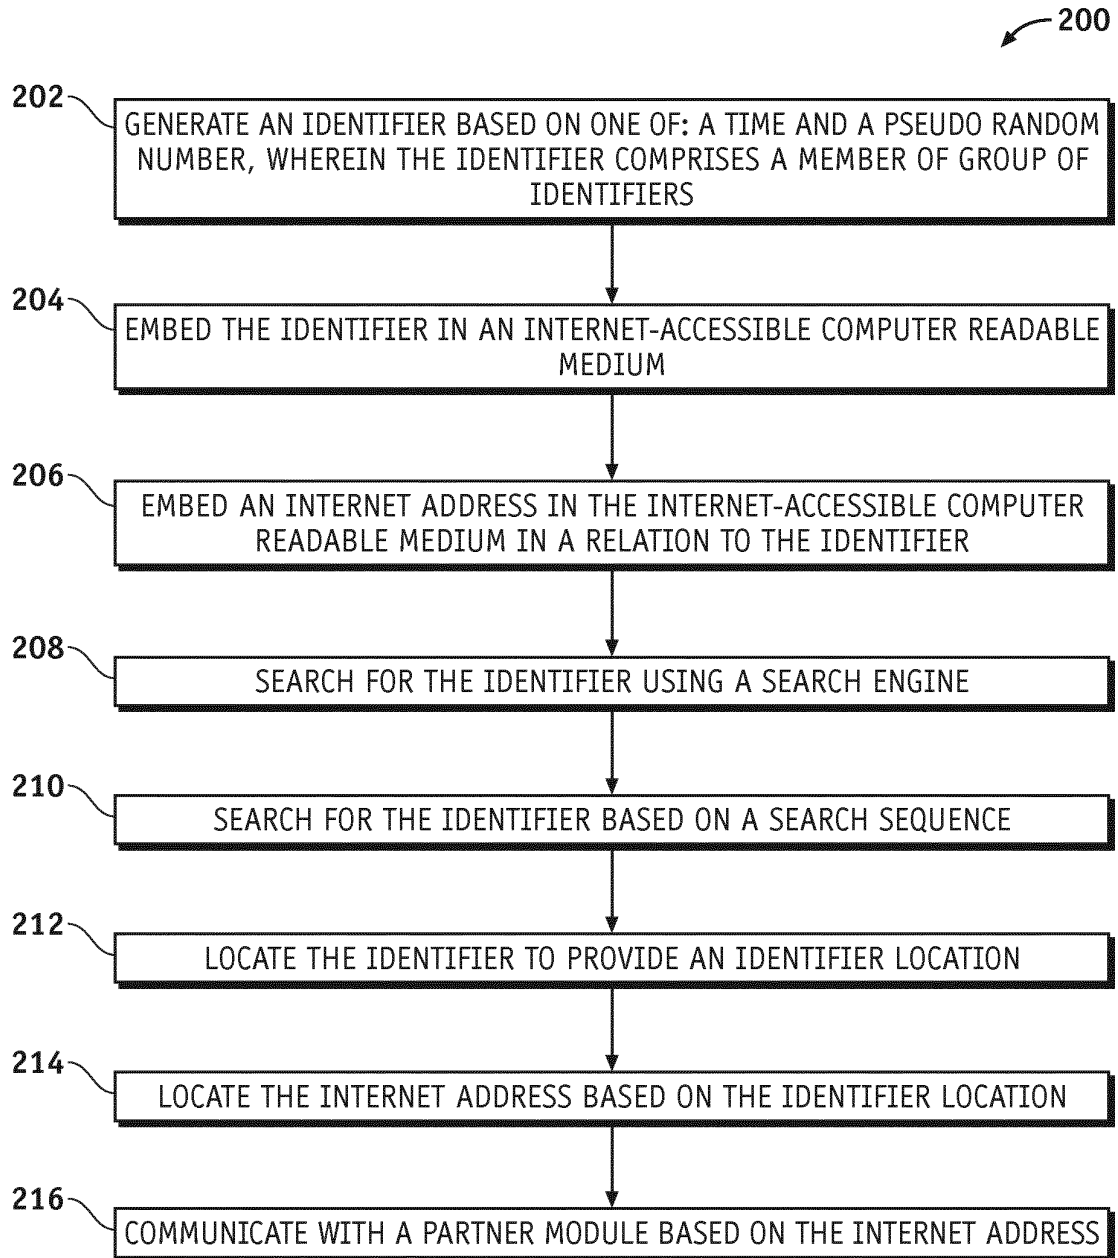 200
202
GENERATE AN IDENTIFIER BASED ON ONE OF: A TIME AND A PSEUDO RANDOM
NUMBER, WHEREIN THE IDENTIFIER COMPRISES A MEMBER OF GROUP OF
IDENTIFIERS
204
EMBED THE IDENTIFIER IN AN INTERNET-ACCESSIBLE COMPUTER READABLE
MEDIUM
206
EMBED AN INTERNET ADDRESS IN THE INTERNET-ACCESSIBLE COMPUTER
READABLE MEDIUM IN A RELATION TO THE IDENTIFIER
208
SEARCH FOR THE IDENTIFIER USING A SEARCH ENGINE
210
SEARCH FOR THE IDENTIFIER BASED ON A SEARCH SEQUENCE
212
LOCATE THE IDENTIFIER TO PROVIDE AN IDENTIFIER LOCATION
214
LOCATE THE INTERNET ADDRESS BASED ON THE IDENTIFIER LOCATION
216
COMMUNICATE WITH A PARTNER MODULE BASED ON THE INTERNET ADDRESS